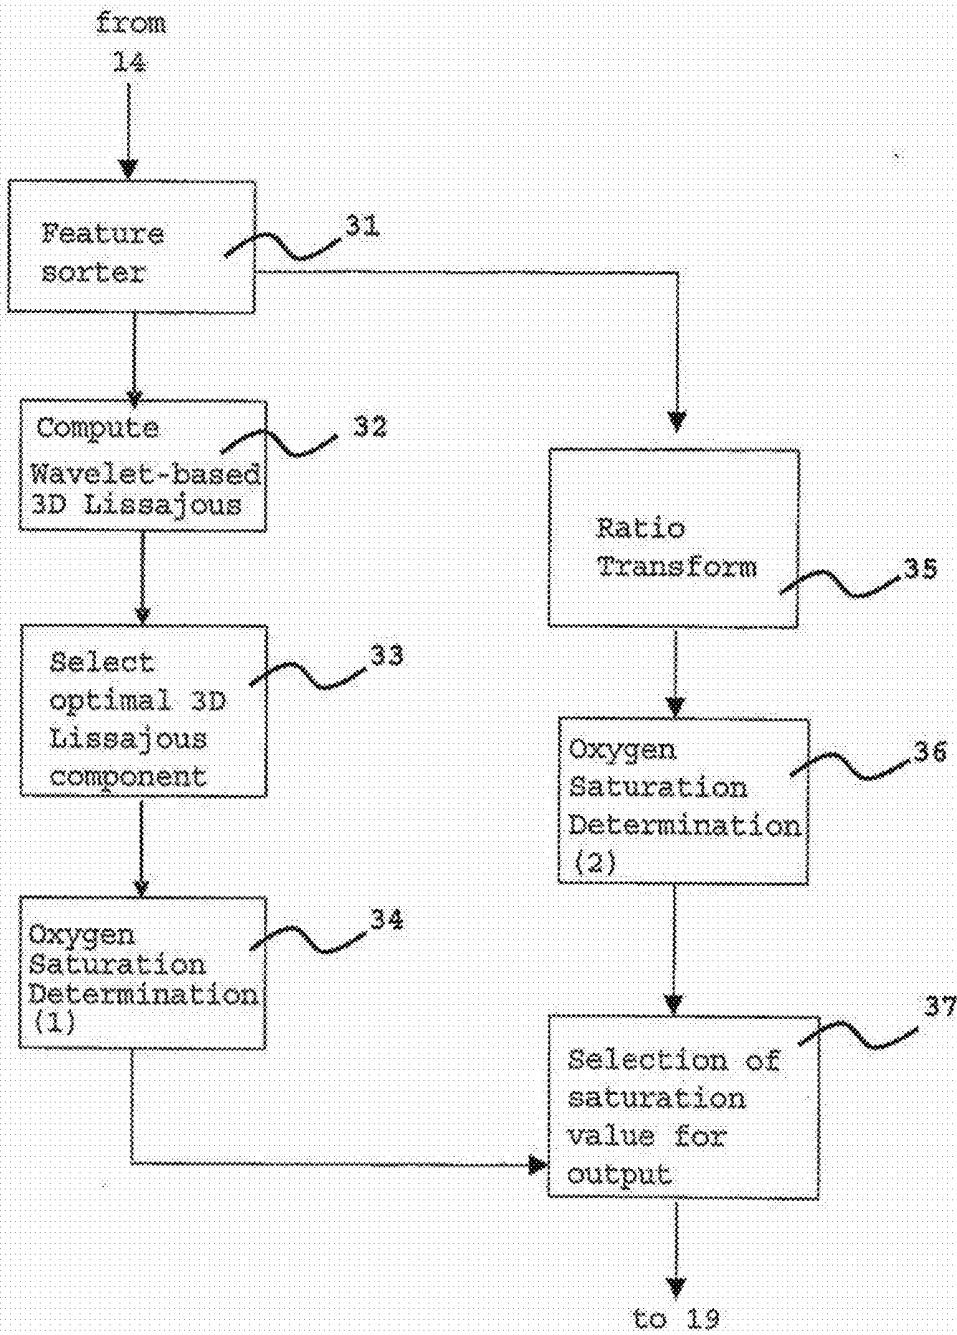 from
14
Feature
sorter
31
Compute
Wavelet-based
3D Lissajous
32
Select
optimal 3D
Lissajous
component
33
Oxygen
Saturation
Determination
(1)
34
Ratio
Transform
35
Oxygen
Saturation
Determination
(2)
36
Selection of
saturation
value for
output
37
to 19